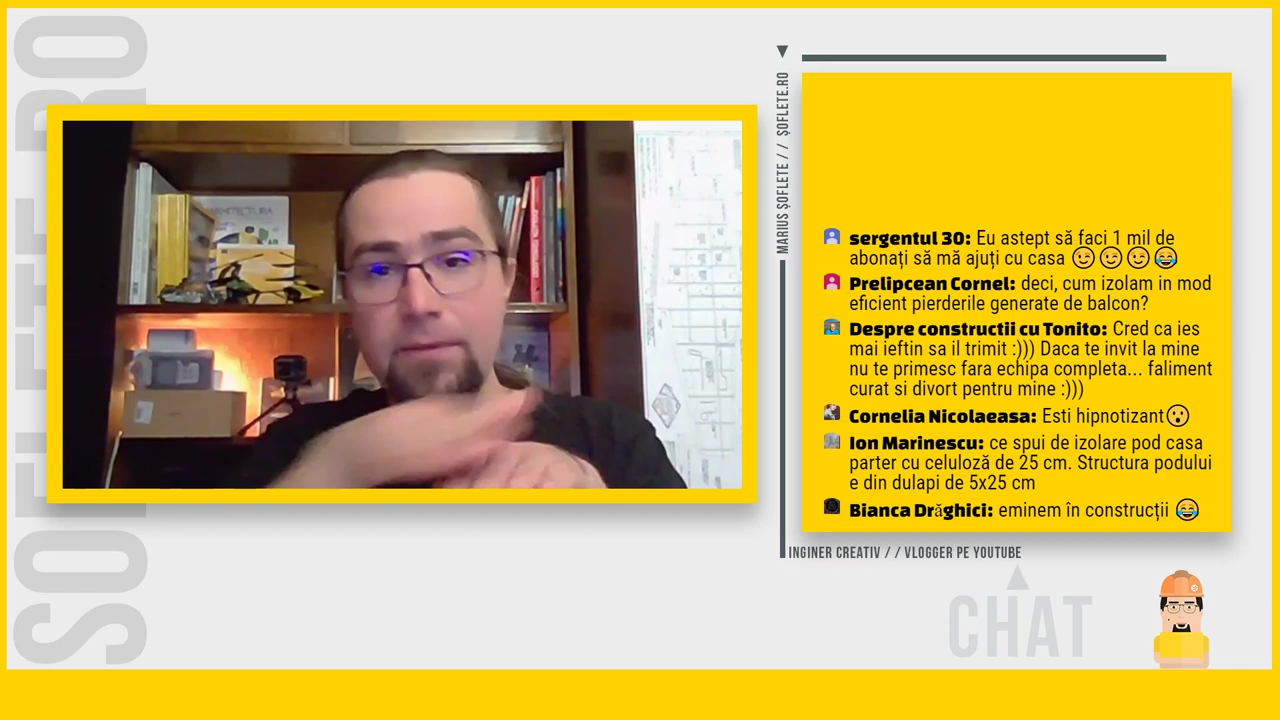 SOFLETE.RO
ARHITECTURA
MARIUS ȘOFLETE / / ȘOFLETE.RO
sergentul 30: Eu astept să faci 1 mil de
abonați să mă ajuți cu casa 😉😉😉😂
Prelipcean Cornel: deci, cum izolam in mod
eficient pierderile generate de balcon?
Despre constructii cu Tonito: Cred ca ies
mai ieftin sa il trimit :))) Daca te invit la mine
nu te primesc fara echipa completa... faliment
curat si divort pentru mine :)))
Cornelia Nicolaeasa: Esti hipnotizant😮
Ion Marinescu: ce spui de izolare pod casa
parter cu celuloză de 25 cm. Structura podului
e din dulapi de 5x25 cm
Bianca Drăghici: eminem în construcții 😂
INGINER CREATIV / / VLOGGER PE YOUTUBE
CHAT